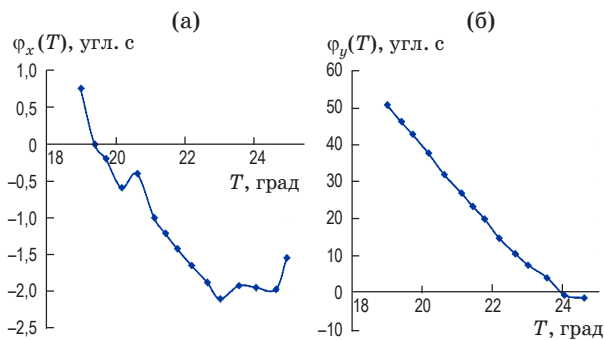 (а)
φx(T), угл. с
1,0
0,5
0
–0,5
–1,0
–1,5
–2,0
–2,5
18 20 22 24
T, град
(б)
φy(T), угл. с
60
50
40
30
20
10
0
–10
18 20 22 24
T, град